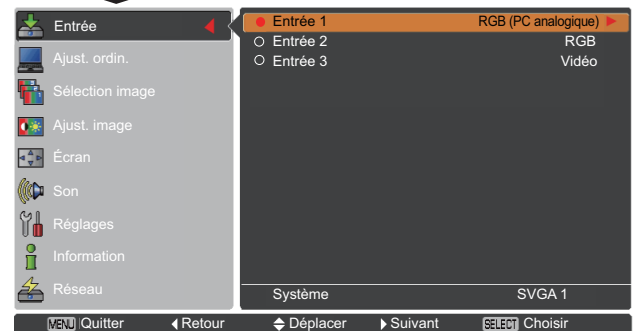 Entrée
Ajust. ordin.
Sélection image
Ajust. image
Écran
Son
Réglages
Information
Réseau
Entrée 1 RGB (PC analogique)
Entrée 2 RGB
Entrée 3 Vidéo
Système SVGA 1
MENU Quitter Retour Déplacer Suivant SELECT Choisir